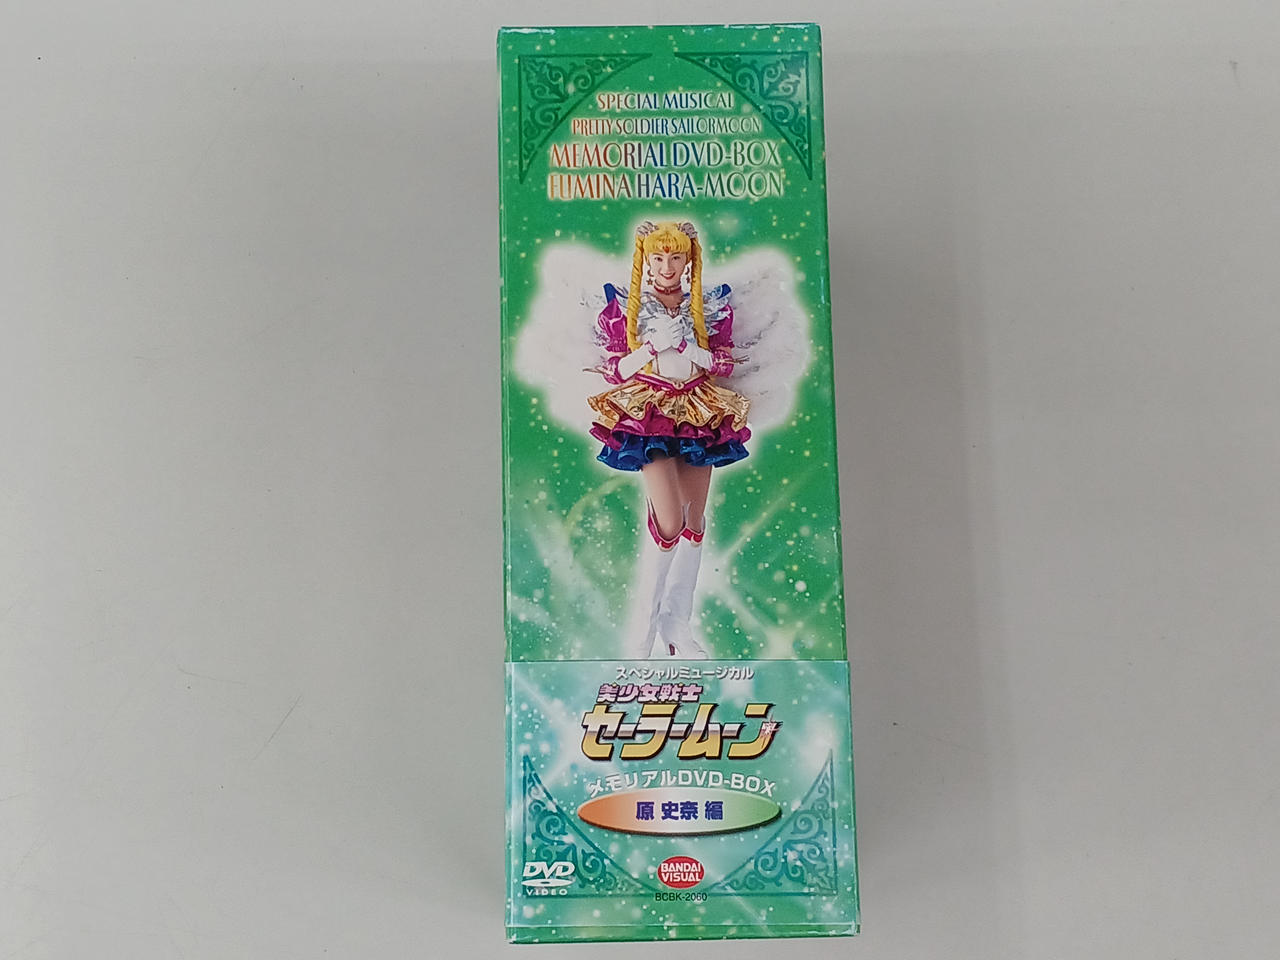 SPECIAL MUSICAL
PRETTY SOLDIER SAILORMOON
MEMORIAL DVD-BOX
FUMINA HARA-MOON
スペシャルミュージカル
美少女戦士
セーラームーン
メモリアルDVD-BOX
原 史奈 編
DVD
VIDEO
BANDAI
VISUAL
BCBK-2060